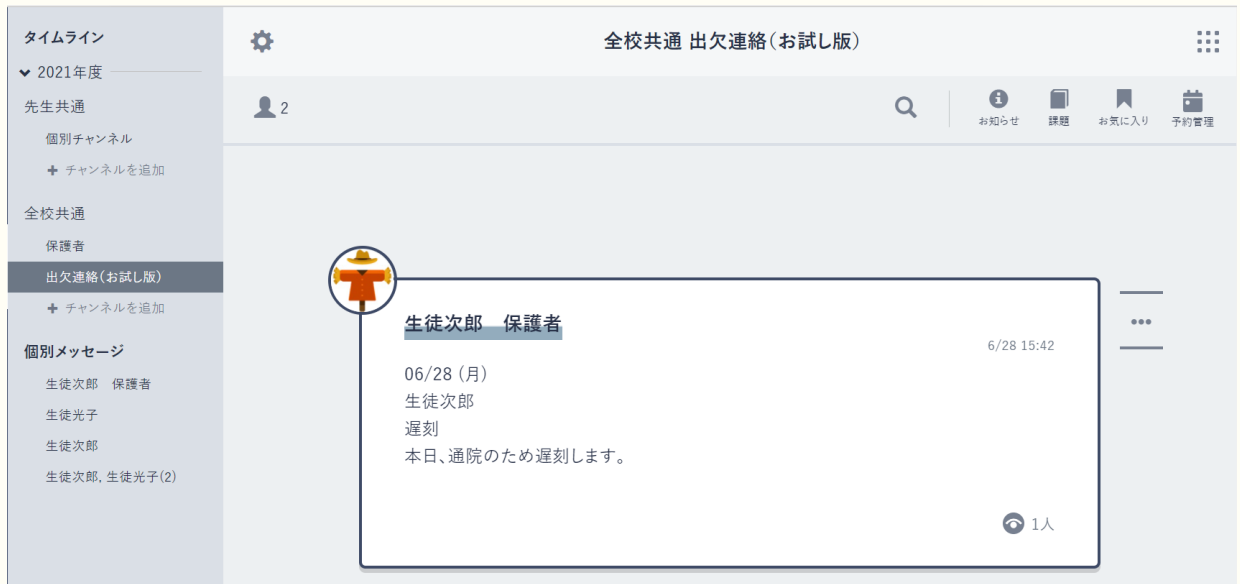 タイムライン
2021年度
先生共通
個別チャンネル
チャンネルを追加
全校共通
保護者
出欠連絡(お試し版)
チャンネルを追加
個別メッセージ
生徒次郎　保護者
生徒光子
生徒次郎
生徒次郎, 生徒光子(2)
全校共通 出欠連絡(お試し版)
2
お知らせ
課題
お気に入り
予約管理
生徒次郎　保護者
6/28 15:42
06/28 (月)
生徒次郎
遅刻
本日、通院のため遅刻します。
1人